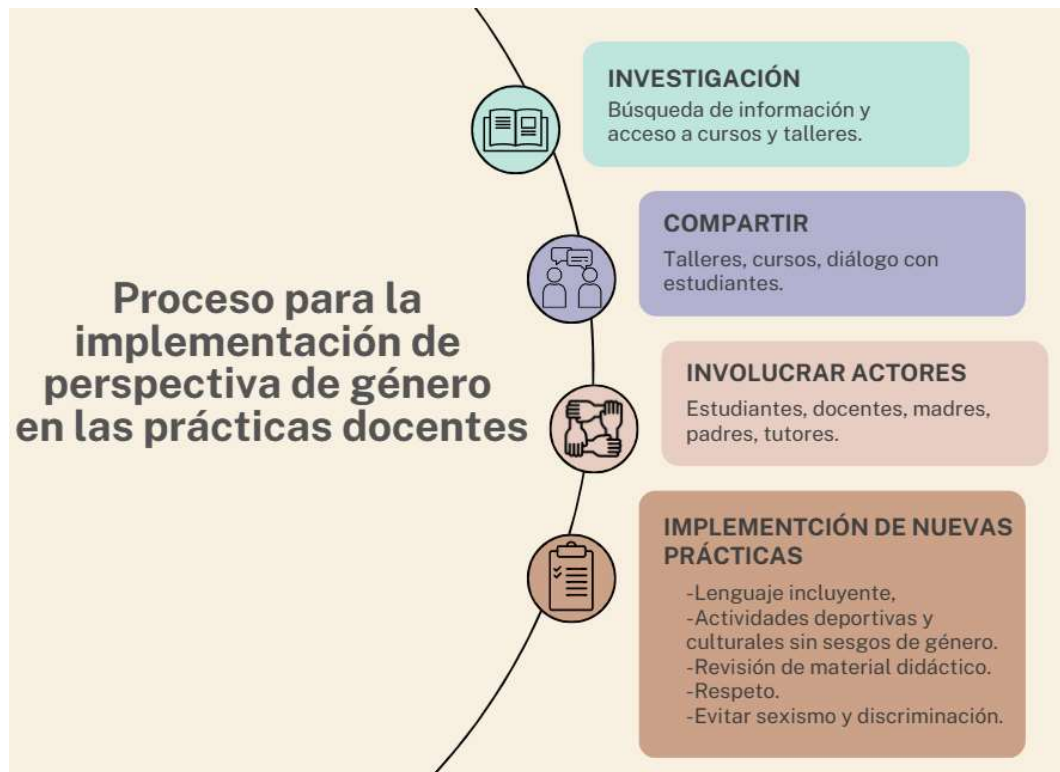 Proceso para la
implementación de
perspectiva de género
en las prácticas docentes
INVESTIGACIÓN
Búsqueda de información y
acceso a cursos y talleres.
COMPARTIR
Talleres, cursos, diálogo con
estudiantes.
INVOLUCRAR ACTORES
Estudiantes, docentes, madres,
padres, tutores.
IMPLEMENTCIÓN DE NUEVAS
PRÁCTICAS
-Lenguaje incluyente,
-Actividades deportivas y
culturales sin sesgos de género.
-Revisión de material didáctico.
-Respeto.
-Evitar sexismo y discriminación.